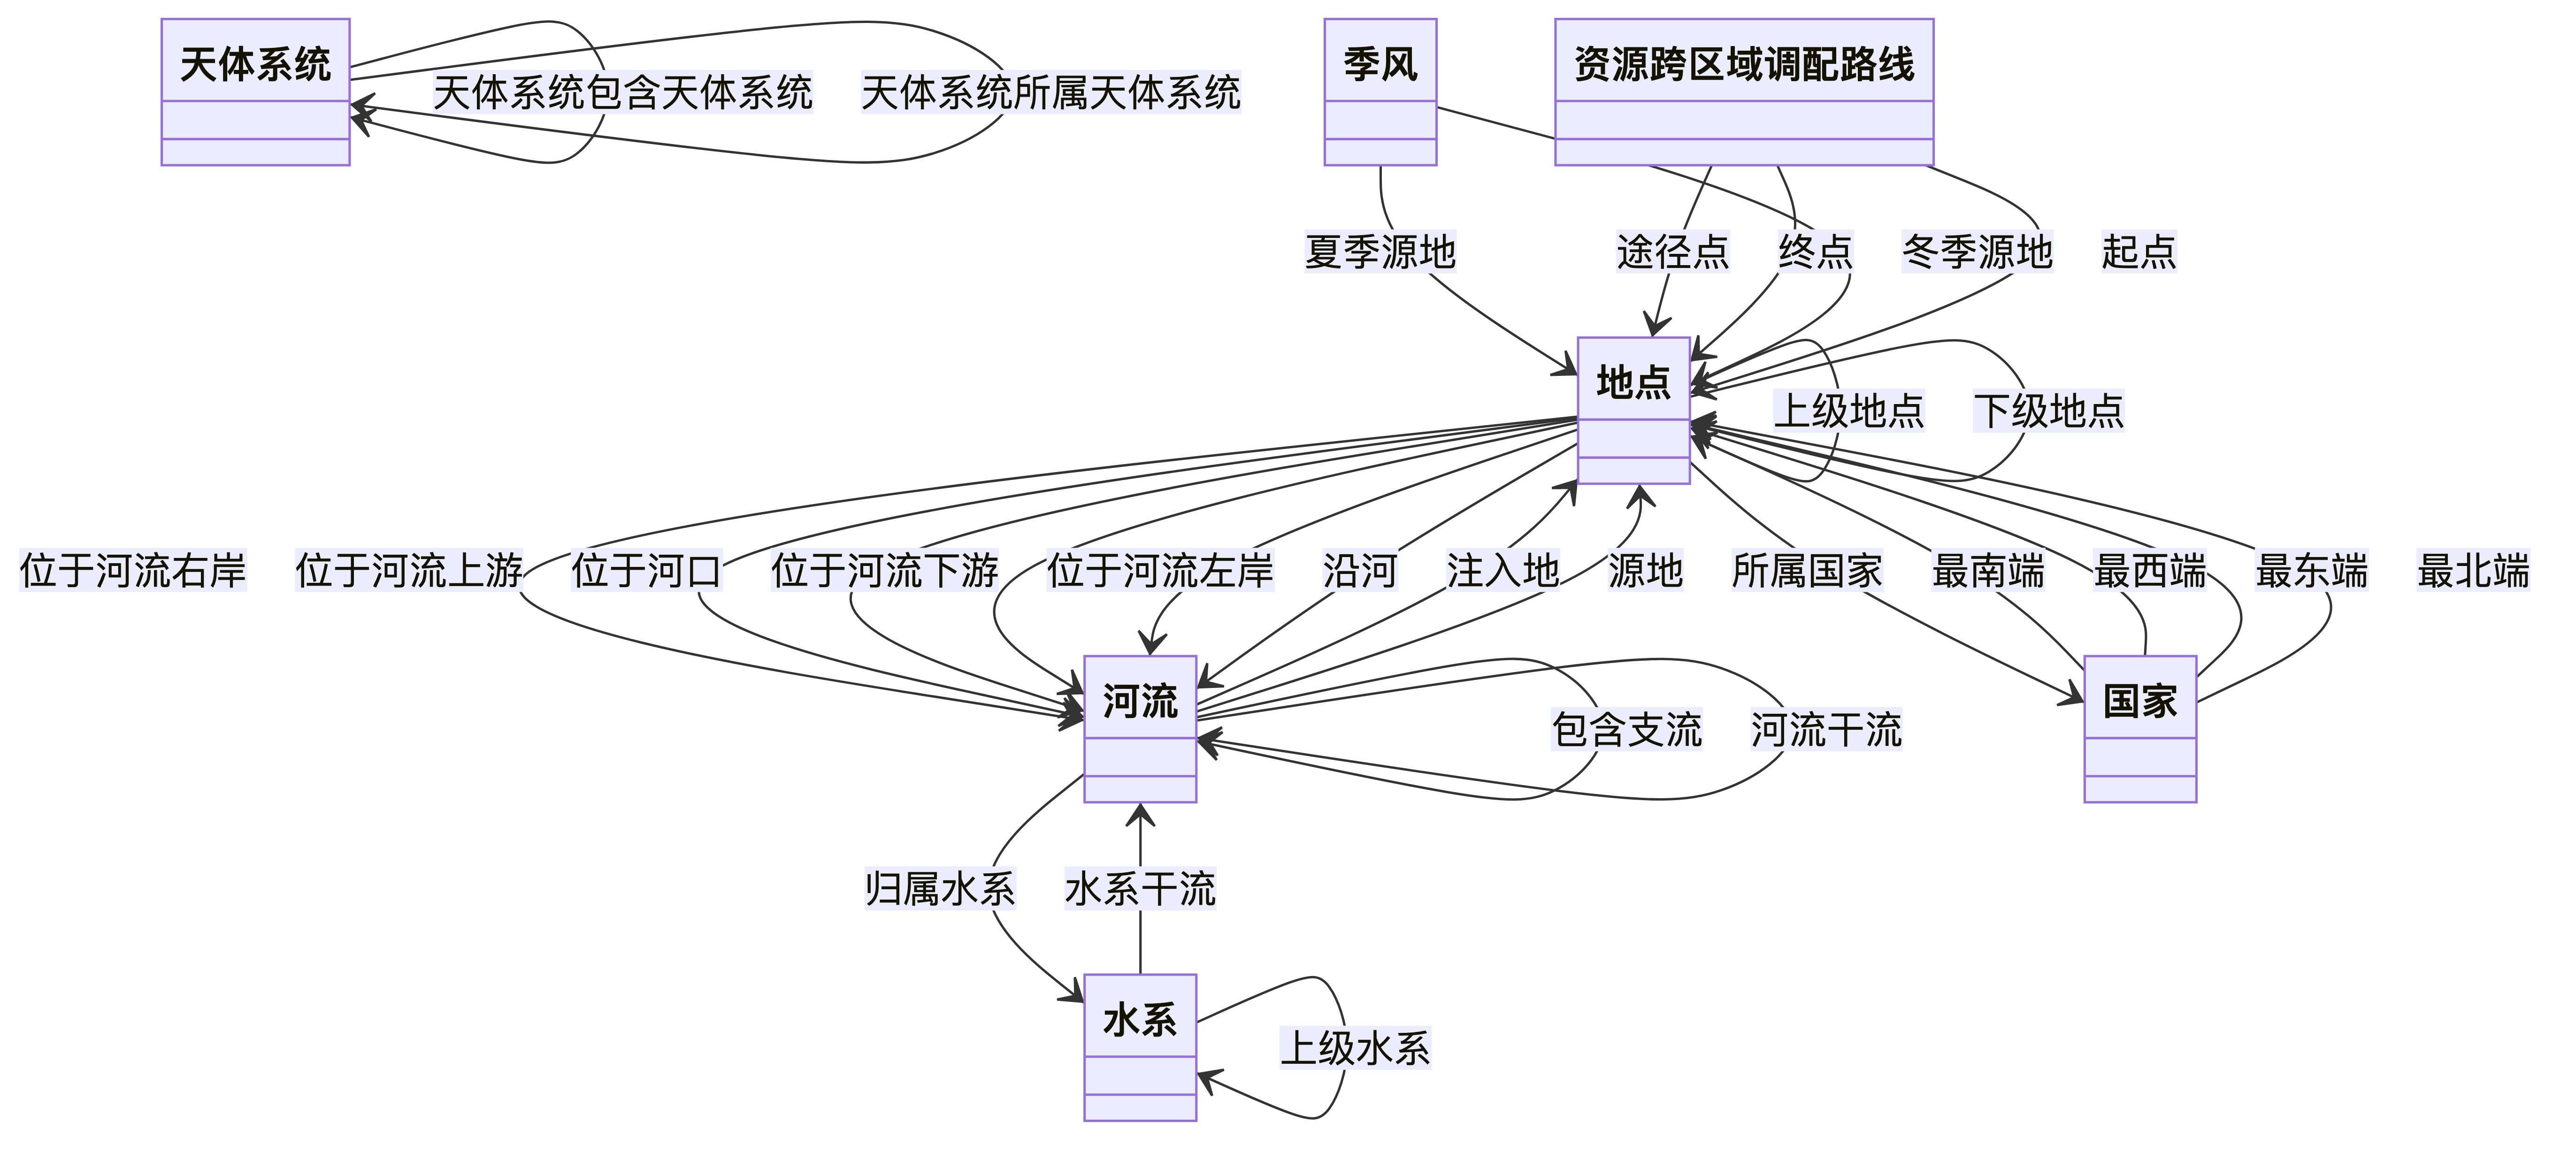 天体系统
天体系统包含天体系统
天体系统所属天体系统
季风
资源跨区域调配路线
夏季源地
途径点
终点
冬季源地
起点
地点
上级地点
下级地点
位于河流右岸
位于河流上游
位于河口
位于河流下游
位于河流左岸
沿河
注入地
源地
所属国家
最南端
最西端
最东端
最北端
河流
包含支流
河流干流
国家
归属水系
水系干流
水系
上级水系